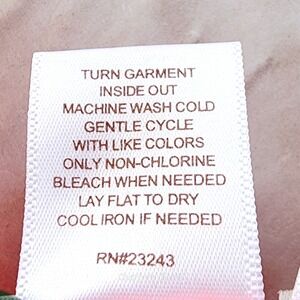 TURN GARMENT
INSIDE OUT
MACHINE WASH COLD
GENTLE CYCLE
WITH LIKE COLORS
ONLY NON-CHLORINE
BLEACH WHEN NEEDED
LAY FLAT TO DRY
COOL IRON IF NEEDED
RN#23243